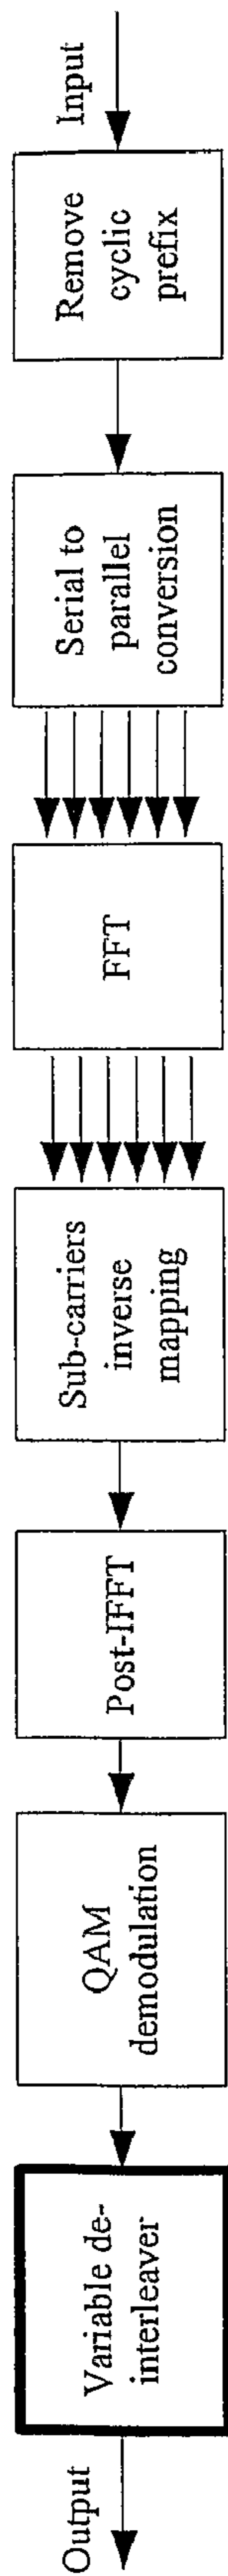 Input
Remove
cyclic
prefix
Serial to
parallel
conversion
FFT
Sub-carriers
inverse
mapping
Post-IFFT
QAM
demodulation
Variable de-
interleaver
Output